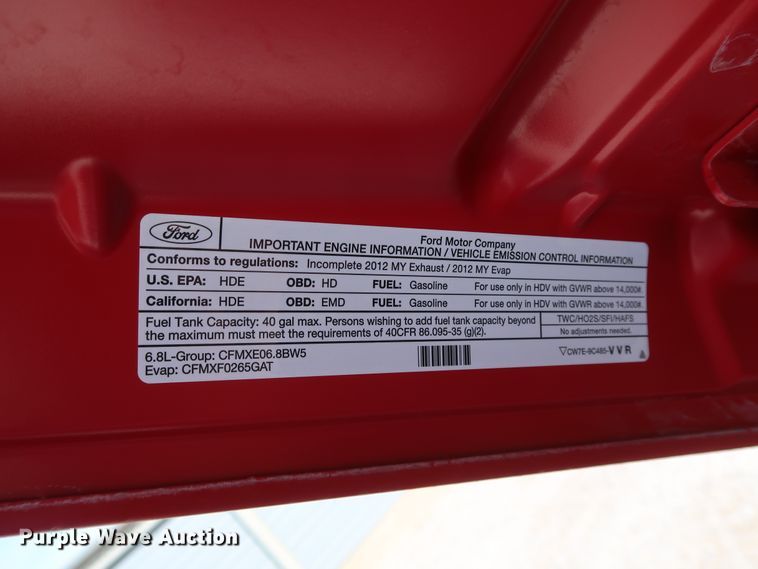 Ford
Ford Motor Company
IMPORTANT ENGINE INFORMATION / VEHICLE EMISSION CONTROL INFORMATION
Conforms to regulations: Incomplete 2012 MY Exhaust / 2012 MY Evap
U.S. EPA: HDE OBD: HD FUEL: Gasoline For use only in HDV with GVWR above 14,000#.
California: HDE OBD: EMD FUEL: Gasoline For use only in HDV with GVWR above 14,000#.
Fuel Tank Capacity: 40 gal max. Persons wishing to add fuel tank capacity beyond
the maximum must meet the requirements of 40CFR 86.095-35 (g)(2).
TWC/HO2S/SFI/HAFS
No adjustments needed.
6.8L-Group: CFMXE06.8BW5
Evap: CFMXF0265GAT
CW7E-9C485-VVR
Purple Wave Auction